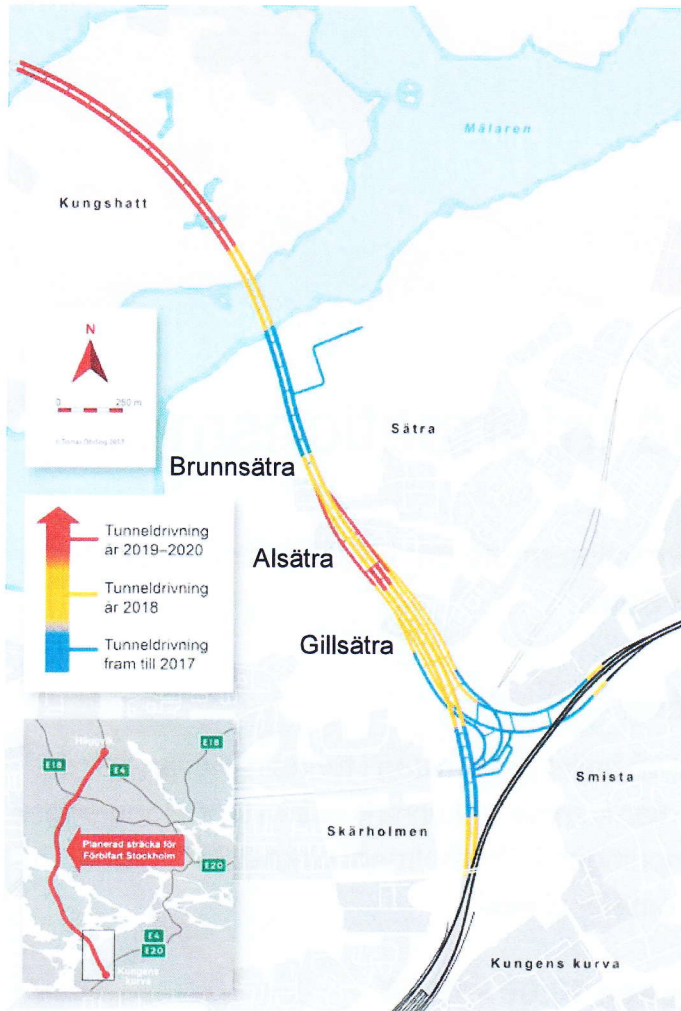 Mälaren
Kungshatt
N
0 250 m
Sätra
Brunnsätra
Tunneldrivning
år 2019–2020
Alsätra
Tunneldrivning
år 2018
Gillsätra
Tunneldrivning
fram till 2017
E18
E4
E18
Smista
Skärholmen
Planerad sträcka för
Förbifart Stockholm
E20
E4
E20
Kungens kurva
Kungens
kurva